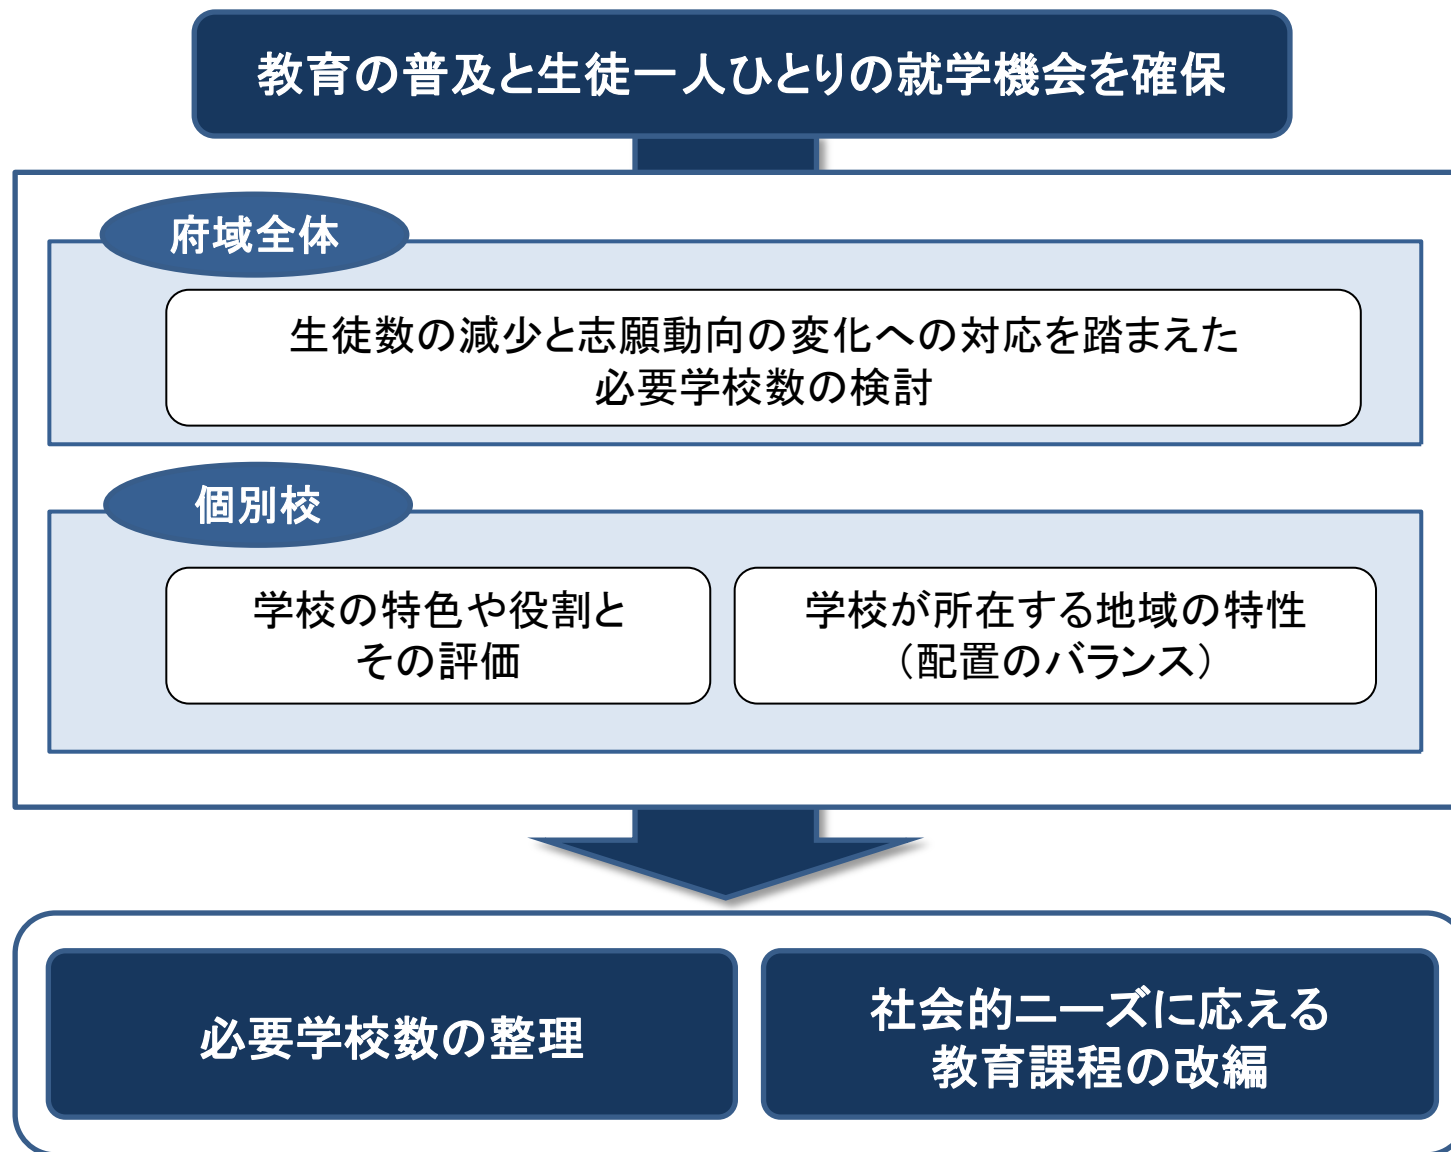 教育の普及と生徒一人ひとりの就学機会を確保
府域全体
生徒数の減少と志願動向の変化への対応を踏まえた
必要学校数の検討
個別校
学校の特色や役割と
その評価
学校が所在する地域の特性
（配置のバランス）
必要学校数の整理
社会的ニーズに応える
教育課程の改編